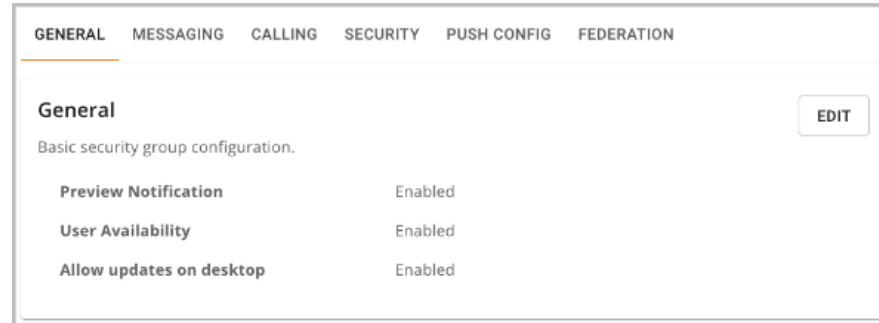 GENERAL MESSAGING CALLING SECURITY PUSH CONFIG FEDERATION
General
EDIT
Basic security group configuration.
Preview Notification Enabled
User Availability Enabled
Allow updates on desktop Enabled